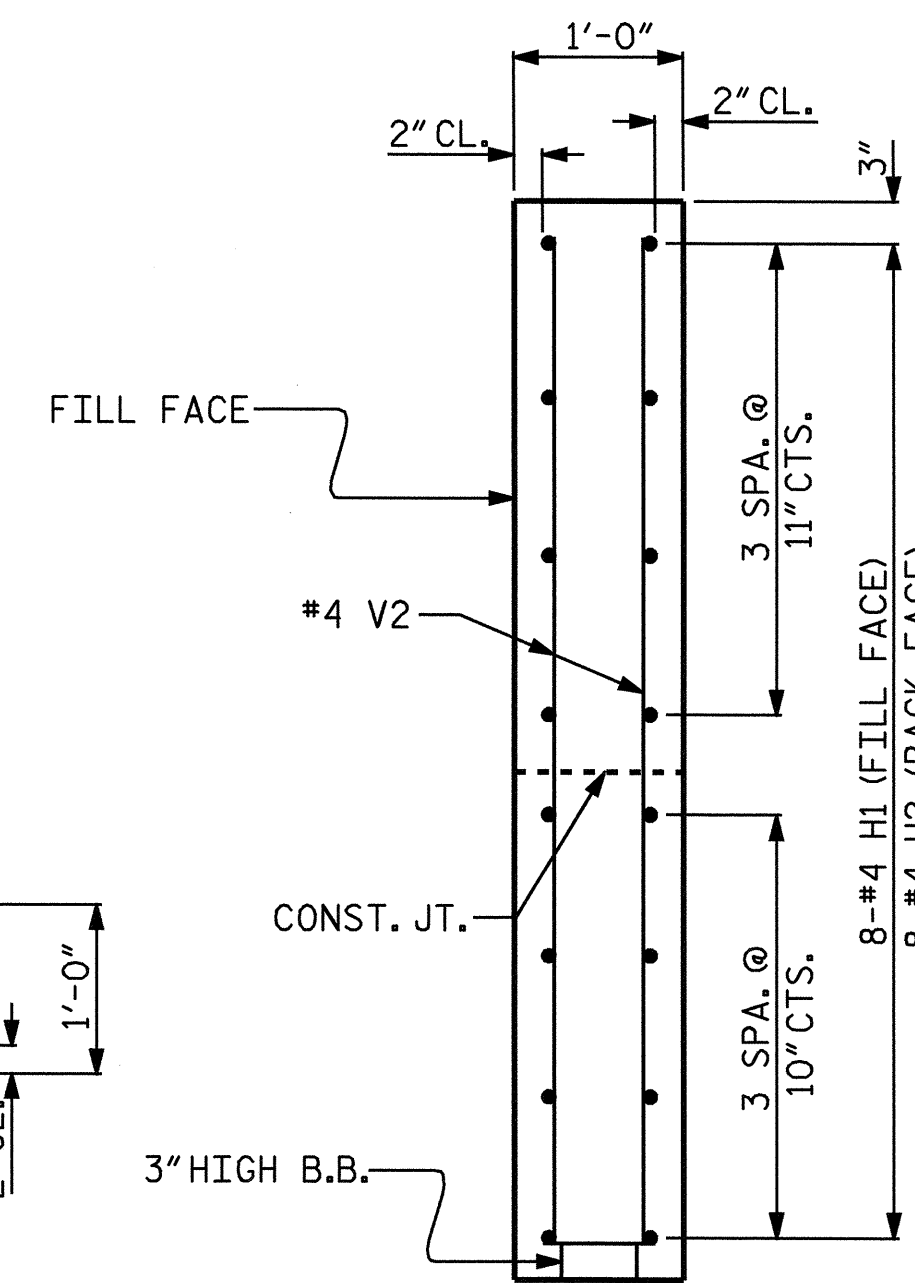 1'-0"
2" CL.
2" CL.
3"
FILL FACE
3 SPA. @
11" CTS.
#4 V2
8-#4 H1 (FILL FACE)
CONST. JT.
1'-0"
3 SPA. @
10" CTS.
3" HIGH B.B.